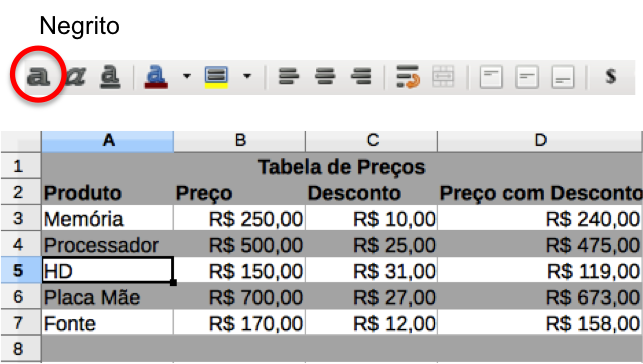 Negrito
a a a a $
A B C D
1 Tabela de Preços
2 Produto Preço Desconto Preço com Desconto
3 Memória R$ 250,00 R$ 10,00 R$ 240,00
4 Processador R$ 500,00 R$ 25,00 R$ 475,00
5 HD R$ 150,00 R$ 31,00 R$ 119,00
6 Placa Mãe R$ 700,00 R$ 27,00 R$ 673,00
7 Fonte R$ 170,00 R$ 12,00 R$ 158,00
8